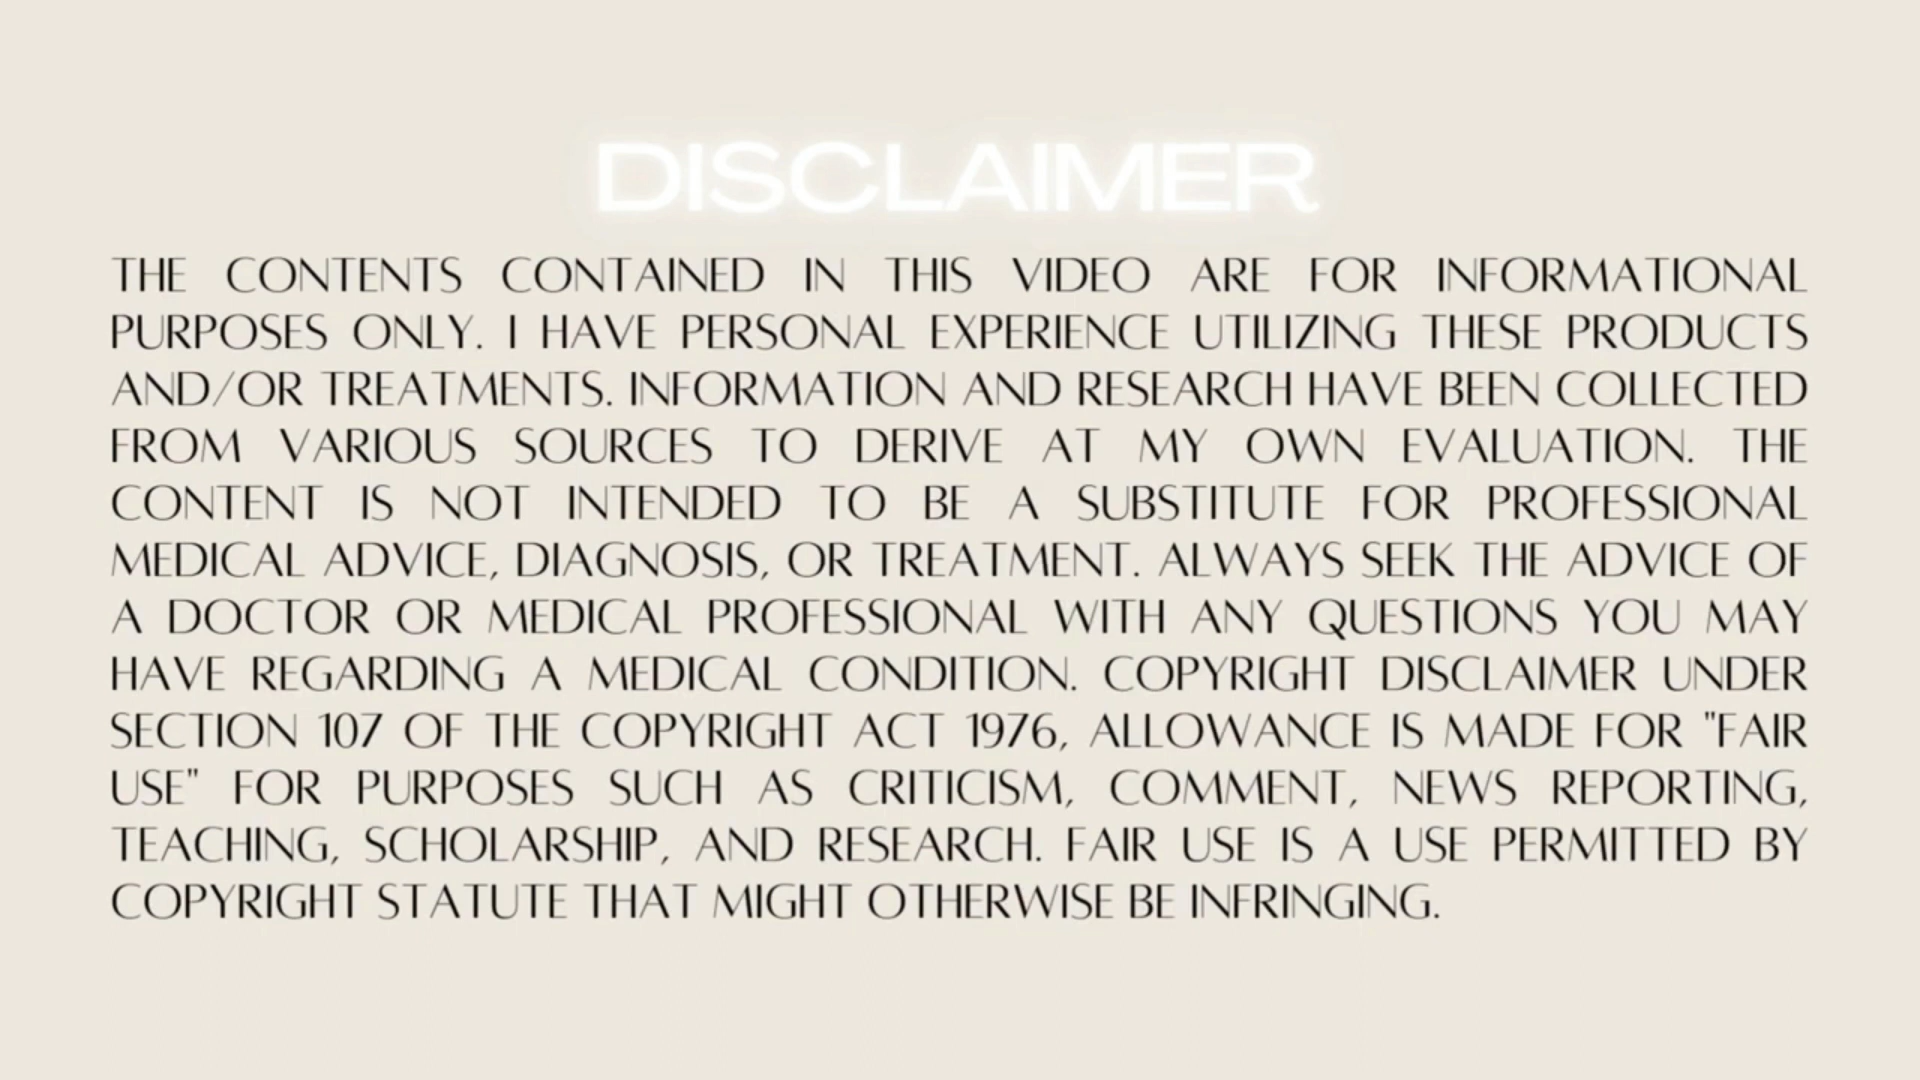 DISCLAIMER
THE CONTENTS CONTAINED IN THIS VIDEO ARE FOR INFORMATIONAL
PURPOSES ONLY. I HAVE PERSONAL EXPERIENCE UTILIZING THESE PRODUCTS
AND/OR TREATMENTS. INFORMATION AND RESEARCH HAVE BEEN COLLECTED
FROM VARIOUS SOURCES TO DERIVE AT MY OWN EVALUATION. THE
CONTENT IS NOT INTENDED TO BE A SUBSTITUTE FOR PROFESSIONAL
MEDICAL ADVICE, DIAGNOSIS, OR TREATMENT. ALWAYS SEEK THE ADVICE OF
A DOCTOR OR MEDICAL PROFESSIONAL WITH ANY QUESTIONS YOU MAY
HAVE REGARDING A MEDICAL CONDITION. COPYRIGHT DISCLAIMER UNDER
SECTION 107 OF THE COPYRIGHT ACT 1976, ALLOWANCE IS MADE FOR "FAIR
USE" FOR PURPOSES SUCH AS CRITICISM, COMMENT, NEWS REPORTING,
TEACHING, SCHOLARSHIP, AND RESEARCH. FAIR USE IS A USE PERMITTED BY
COPYRIGHT STATUTE THAT MIGHT OTHERWISE BE INFRINGING.